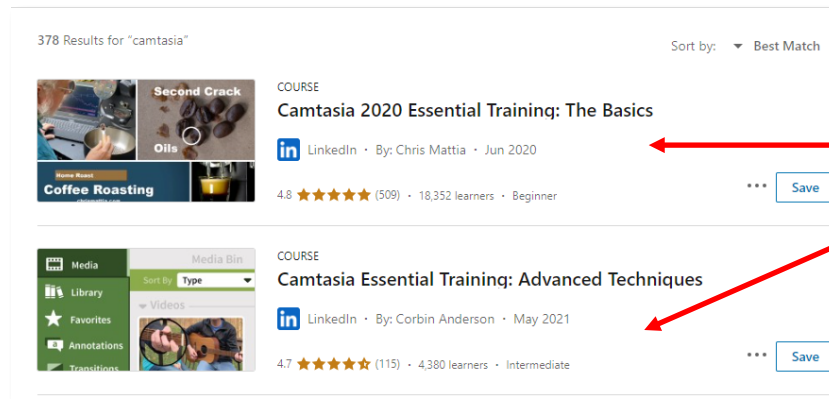 378 Results for "camtasia"
Sort by: Best Match
Second Crack
Oils
Home Roast
Coffee Roasting
COURSE
Camtasia 2020 Essential Training: The Basics
in LinkedIn · By: Chris Mattia · Jun 2020
4.8 (509) · 18,352 learners · Beginner
··· Save
Media
Library
Favorites
Annotations
Transitions
Media Bin
Sort By Type
Videos
COURSE
Camtasia Essential Training: Advanced Techniques
in LinkedIn · By: Corbin Anderson · May 2021
4.7 (115) · 4,380 learners · Intermediate
··· Save